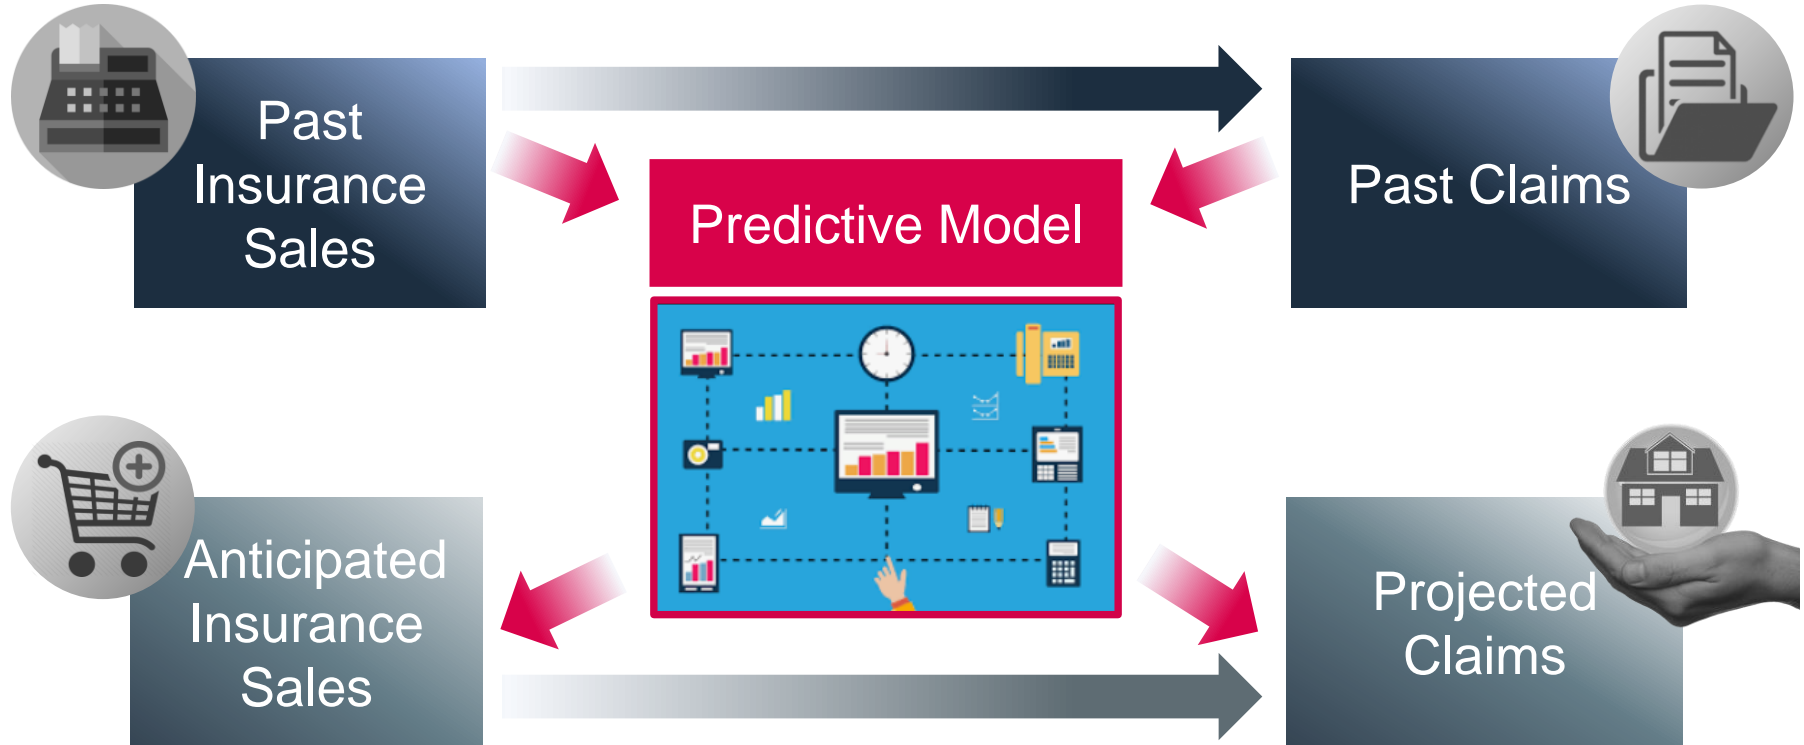 Past
Insurance
Sales
Predictive Model
Past Claims
Anticipated
Insurance
Sales
Projected
Claims